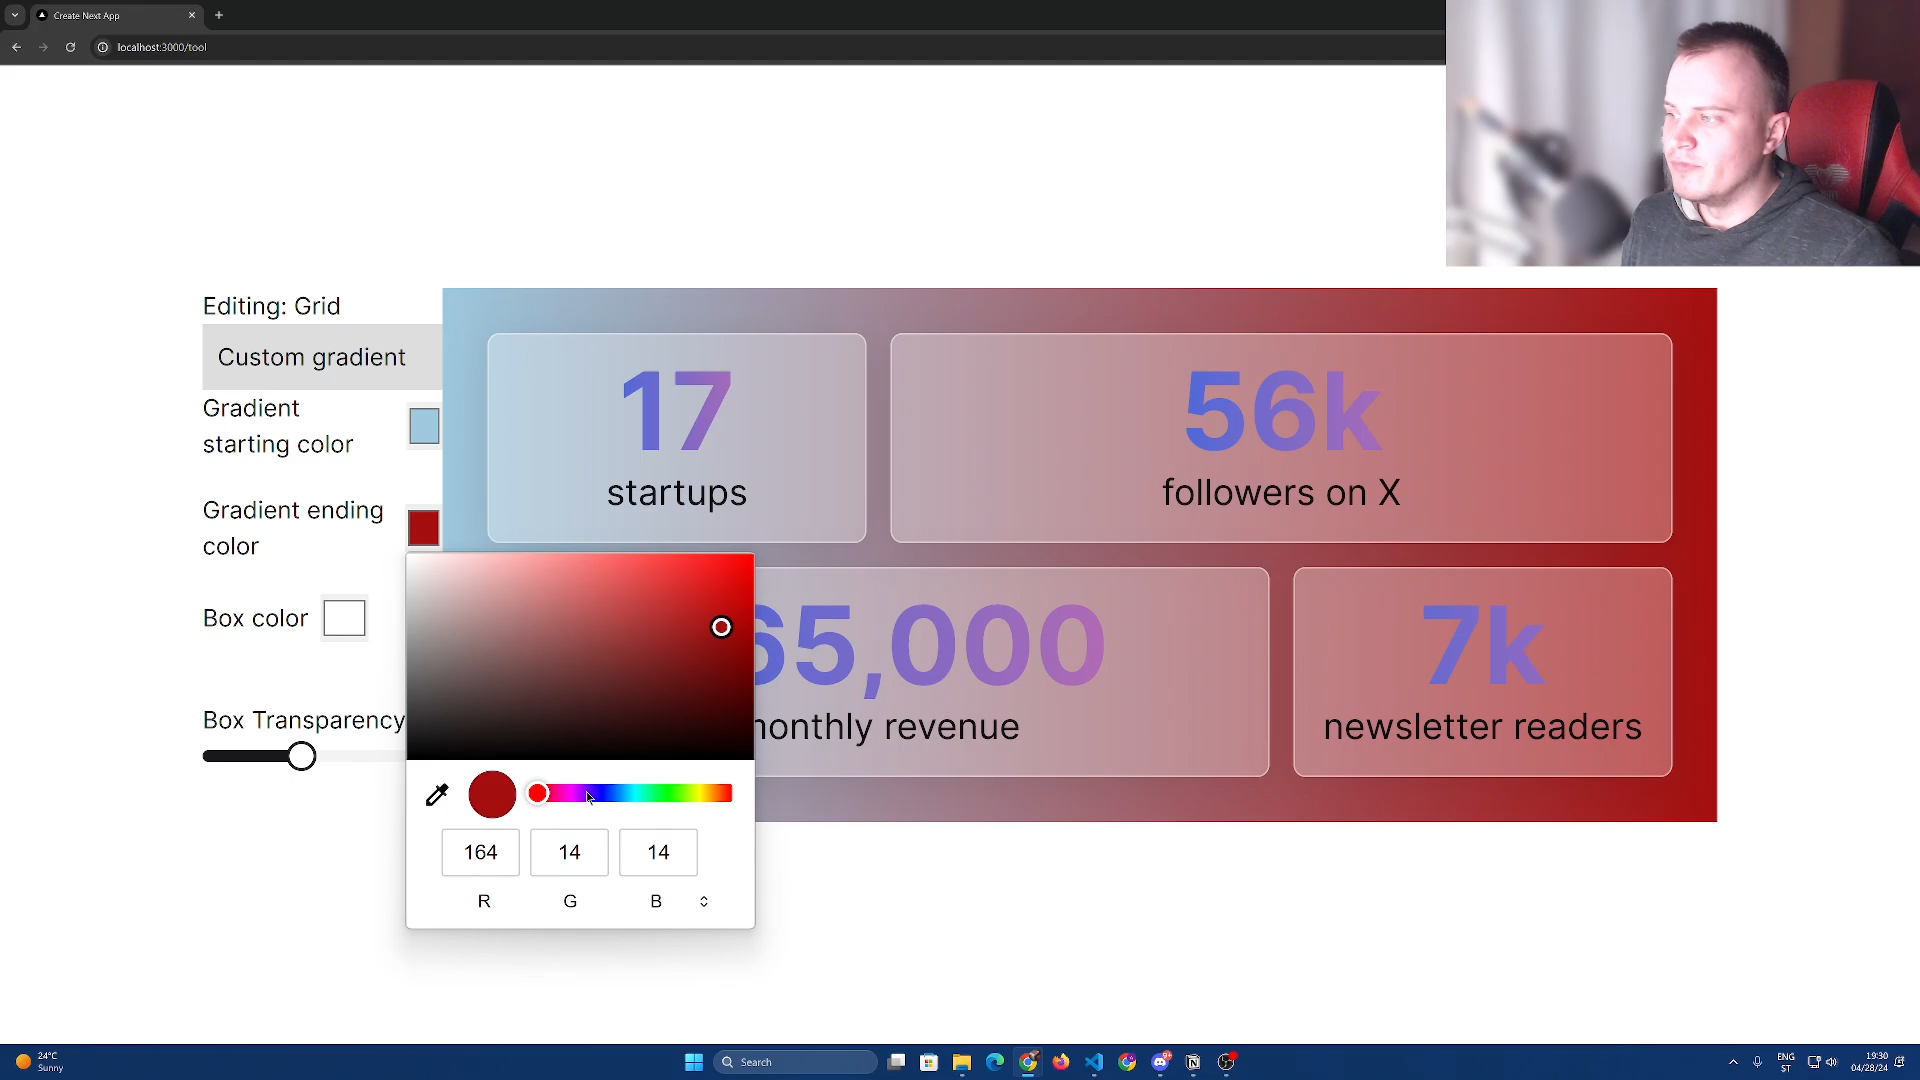 Create Next App
localhost:3000/tool
Editing: Grid
Custom gradient
Gradient
starting color
Gradient ending
color
Box color
Box Transparency
17
startups
56k
followers on X
65,000
monthly revenue
7k
newsletter readers
164
14
14
R
G
B
24°C
Sunny
Search
ENG
ST
19:30
04/28/24